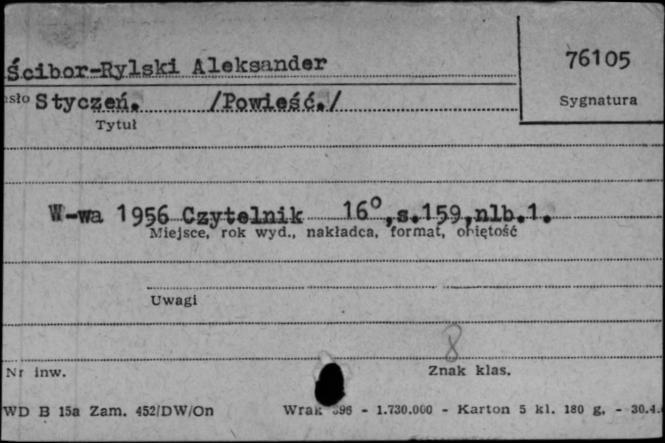 Ścibor-Rylski Aleksander
76105
Sygnatura
Styczeń. /Powieść./
Tytuł
W-wa 1956 Czytelnik 16°,s.159,nlb.1.
Miejsce, rok wyd., nakładca, format, objętość
Uwagi
8
Nr inw.
Znak klas.
WD B 15a Zam. 452/DW/On
Wrak 396 - 1.730.000 - Karton 5 kl. 180 g. - 30.4.